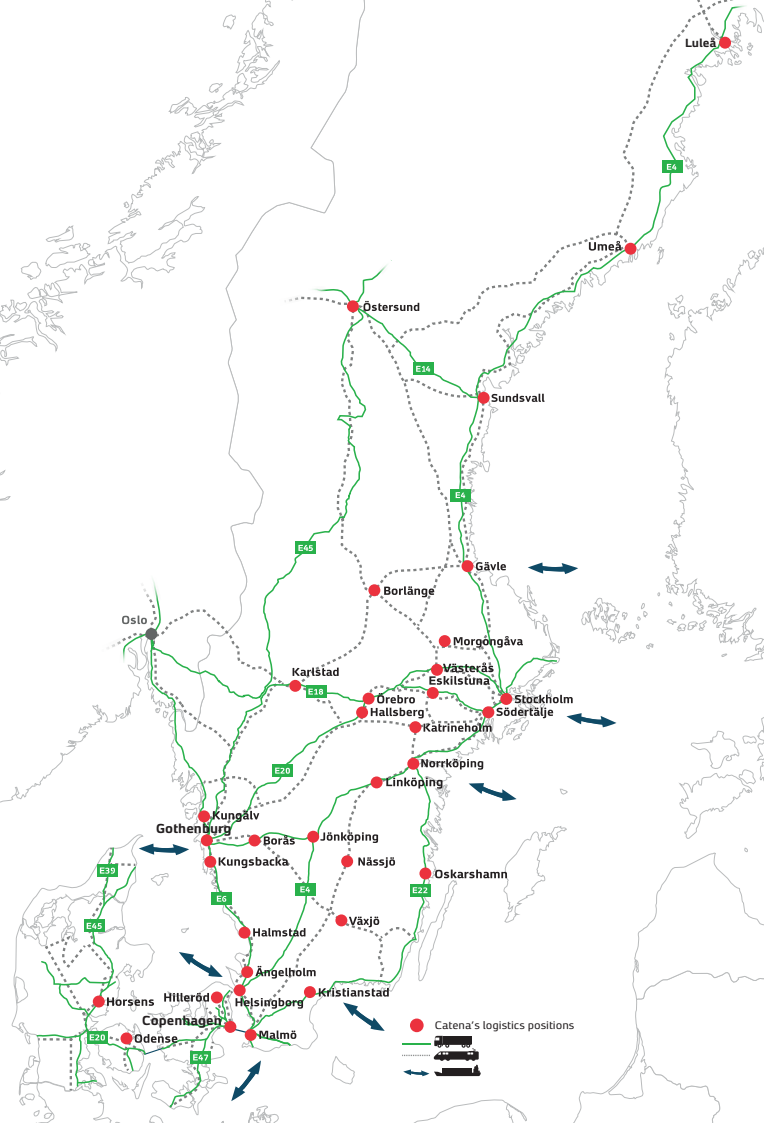 Luleå
E4
Umeå
Östersund
E14
Sundsvall
E4
E45
Gävle
Borlänge
Oslo
Morgongåva
Västerås
Karlstad
Eskilstuna
E18
Örebro
Stockholm
Hallsberg
Södertälje
Katrineholm
Norrköping
E20
Linköping
Kungälv
Gothenburg
Borås
Jönköping
Kungsbacka
Nässjö
E39
Oskarshamn
E6
E4
E22
E45
Växjö
Halmstad
Ängelholm
Hilleröd
Helsingborg
Kristianstad
Horsens
Copenhagen
Catena's logistics positions
E20
Odense
Malmö
E47